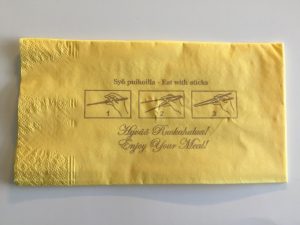 Syö puikoilla - Eat with sticks
1 2 3
Hyvää Ruokahalua!
Enjoy Your Meal!